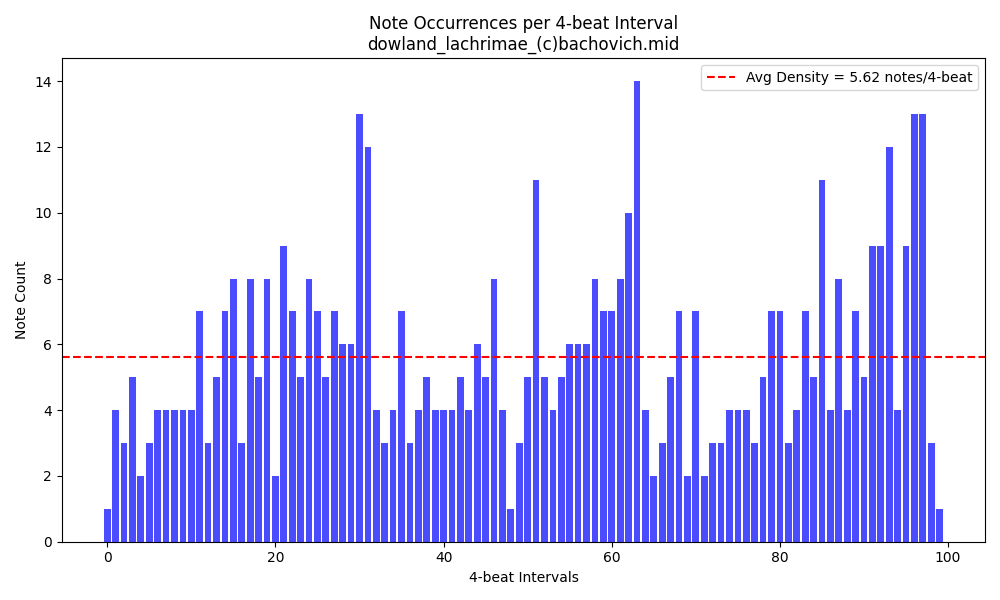 Note Occurrences per 4-beat Interval
dowland_lachrimae_(c)bachovich.mid
Avg Density = 5.62 notes/4-beat
Note Count
14
12
10
8
6
4
2
0
0 20 40 60 80 100
4-beat Intervals